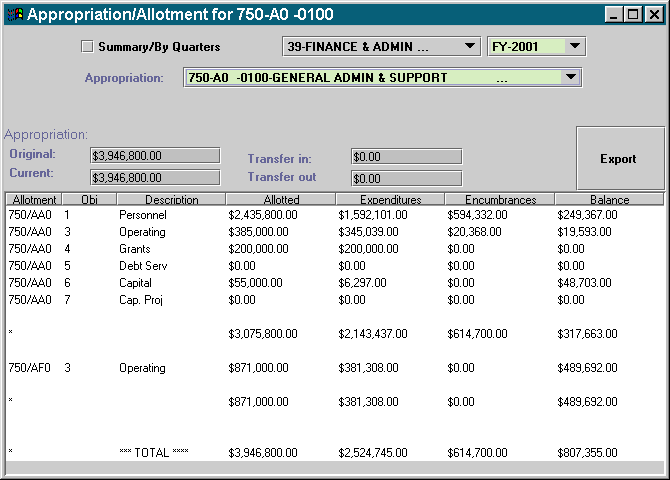 Appropriation/Allotment for 750-A0 -0100
Summary/By Quarters 39-FINANCE & ADMIN ... FY-2001
Appropriation: 750-A0 -0100-GENERAL ADMIN & SUPPORT ...
Appropriation:
Original: $3,946,800.00 Transfer in: $0.00
Export
Current: $3,946,800.00 Transfer out $0.00
Allotment Obj Description Allotted Expenditures Encumbrances Balance
750/AA0 1 Personnel $2,435,800.00 $1,592,101.00 $594,332.00 $249,367.00
750/AA0 3 Operating $385,000.00 $345,039.00 $20,368.00 $19,593.00
750/AA0 4 Grants $200,000.00 $200,000.00 $0.00 $0.00
750/AA0 5 Debt Serv $0.00 $0.00 $0.00 $0.00
750/AA0 6 Capital $55,000.00 $6,297.00 $0.00 $48,703.00
750/AA0 7 Cap. Proj $0.00 $0.00 $0.00 $0.00
* $3,075,800.00 $2,143,437.00 $614,700.00 $317,663.00
750/AF0 3 Operating $871,000.00 $381,308.00 $0.00 $489,692.00
* $871,000.00 $381,308.00 $0.00 $489,692.00
* *** TOTAL **** $3,946,800.00 $2,524,745.00 $614,700.00 $807,355.00